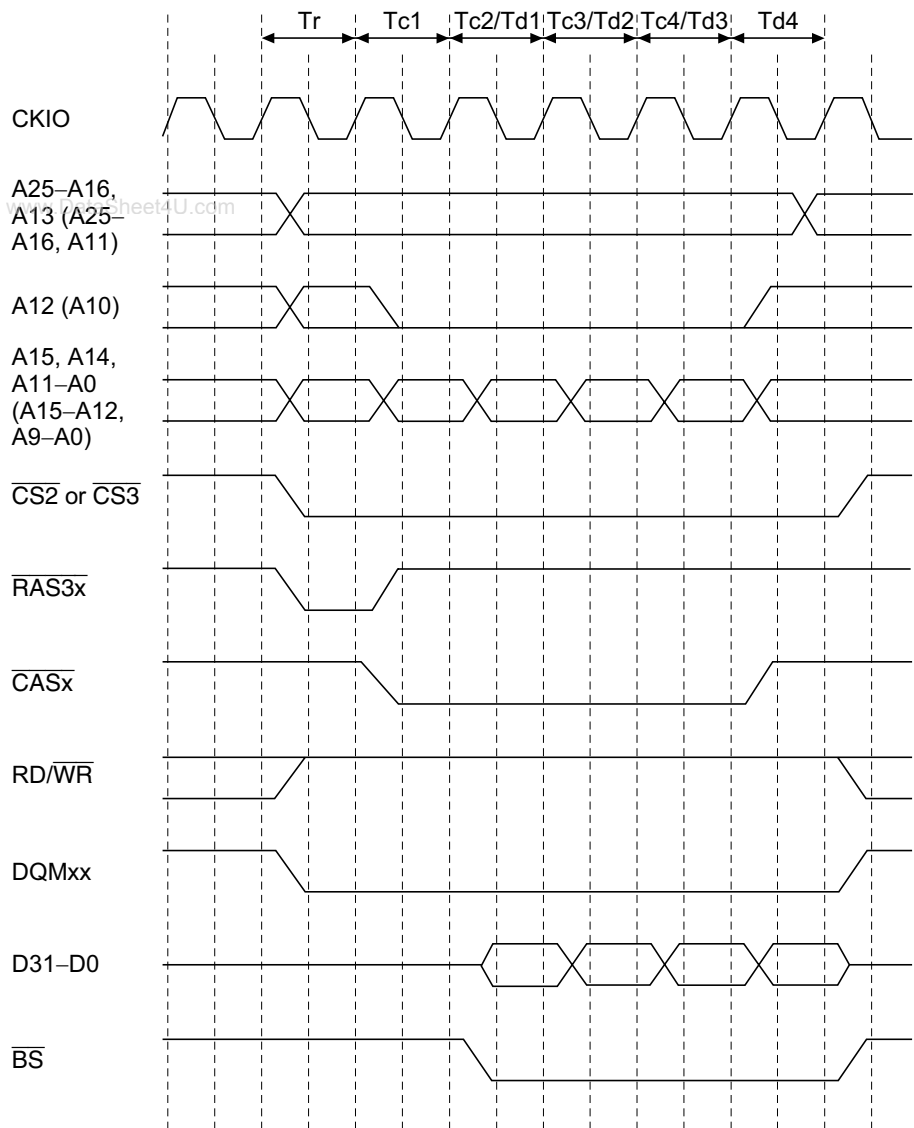 Tr Tc1 Tc2/Td1 Tc3/Td2 Tc4/Td3 Td4
CKIO
A25–A16,
www.DataSheet4U.com
A13 (A25–
A16, A11)
A12 (A10)
A15, A14,
A11–A0
(A15–A12,
A9–A0)
CS2 or CS3
RAS3x
CASx
RD/WR
DQMxx
D31–D0
BS